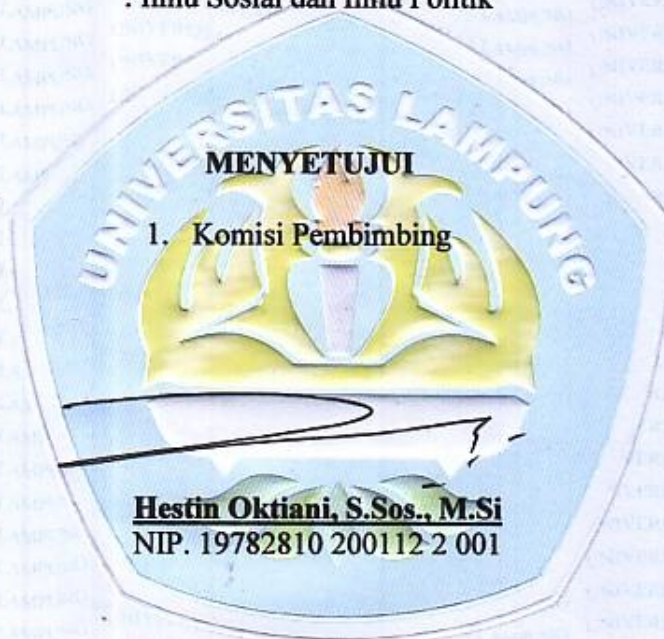 : Ilmu Sosial dan Ilmu Politik
UNIVERSITAS LAMPUNG
MENYETUJUI
1. Komisi Pembimbing
Hestin Oktiani, S.Sos., M.Si
NIP. 19782810 200112 2 001